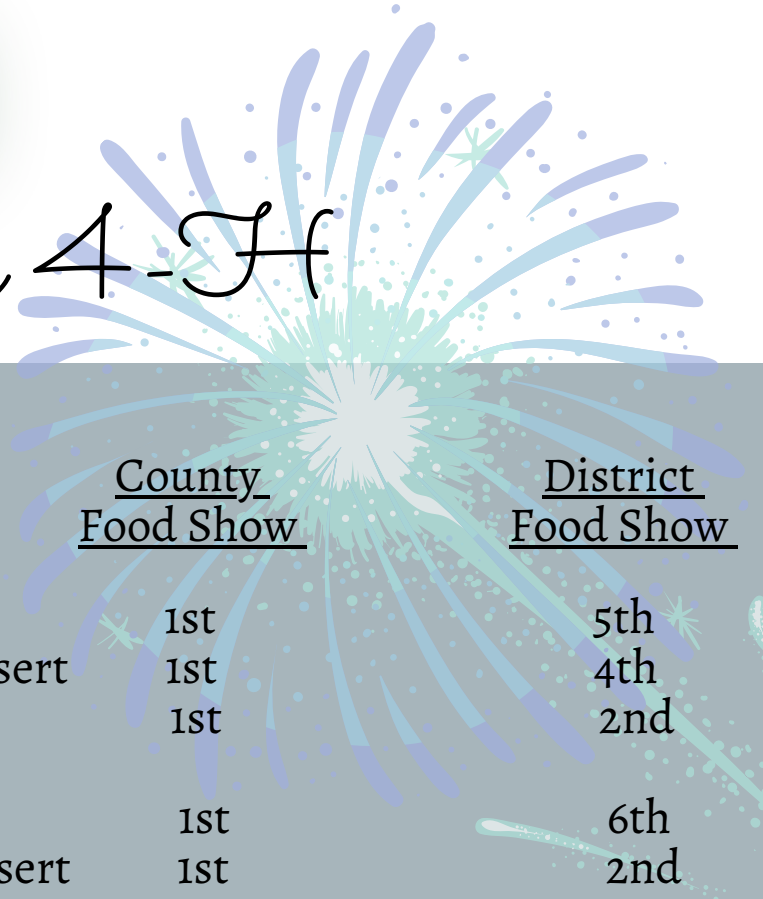 4-H
County District
Food Show Food Show
1st 5th
sert 1st 4th
1st 2nd
1st 6th
sert 1st 2nd